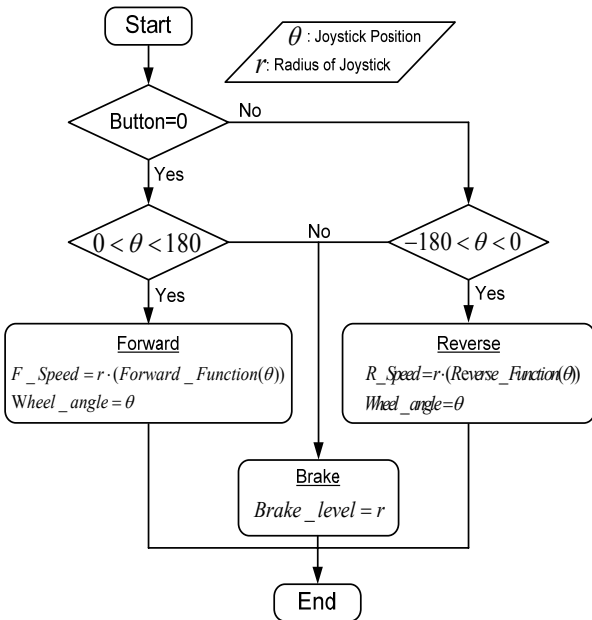 Start
θ : Joystick Position
r: Radius of Joystick
Button=0
No
Yes
0 < θ < 180
No
−180 < θ < 0
Yes
Yes
Forward
F_Speed = r·(Forward_Function(θ))
Wheel_angle = θ
Reverse
R_Speed=r·(Reverse_Function(θ))
Wheel_angle=θ
Brake
Brake_level = r
End